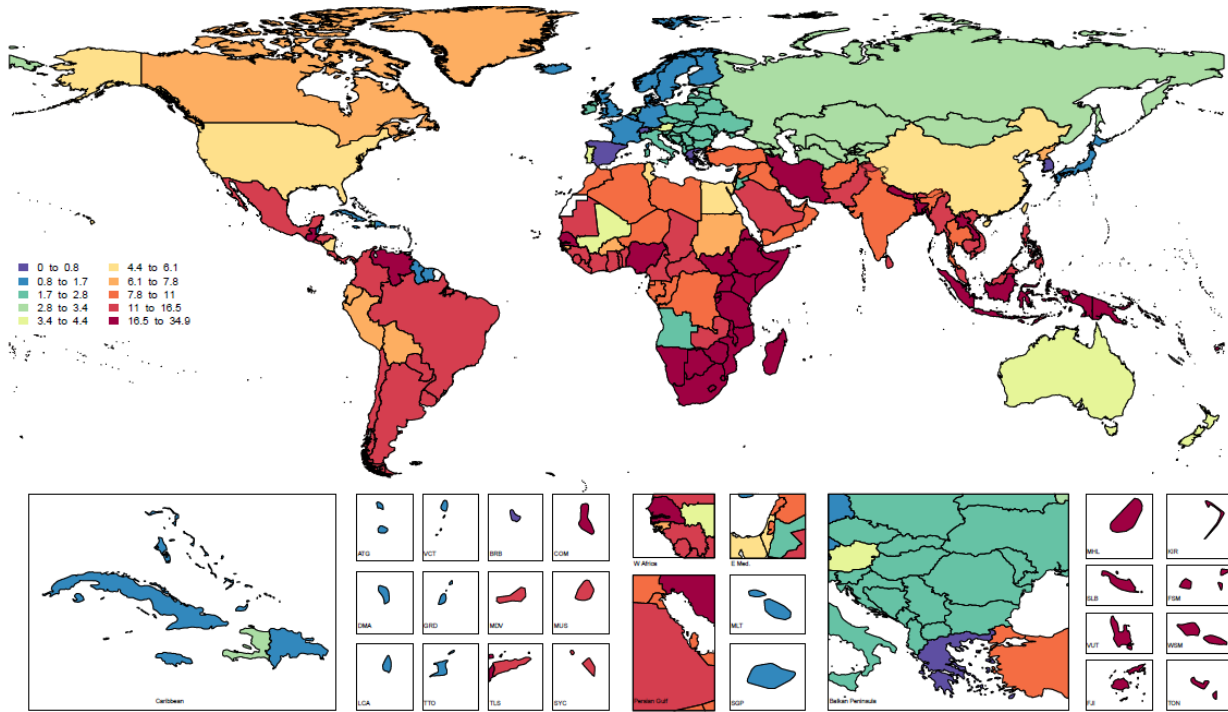 0 to 0.8
0.8 to 1.7
1.7 to 2.8
2.8 to 3.4
3.4 to 4.4
4.4 to 6.1
6.1 to 7.8
7.8 to 11
11 to 16.5
16.5 to 34.9
Caribbean
ATG
VCT
BRB
COM
DMA
GRD
MDV
MUS
LCA
TTO
TLS
SYC
W Africa
E Med.
Persian Gulf
MLT
SGP
Balkan Peninsula
MHL
KIR
SLB
FSM
VUT
WSM
FJI
TON